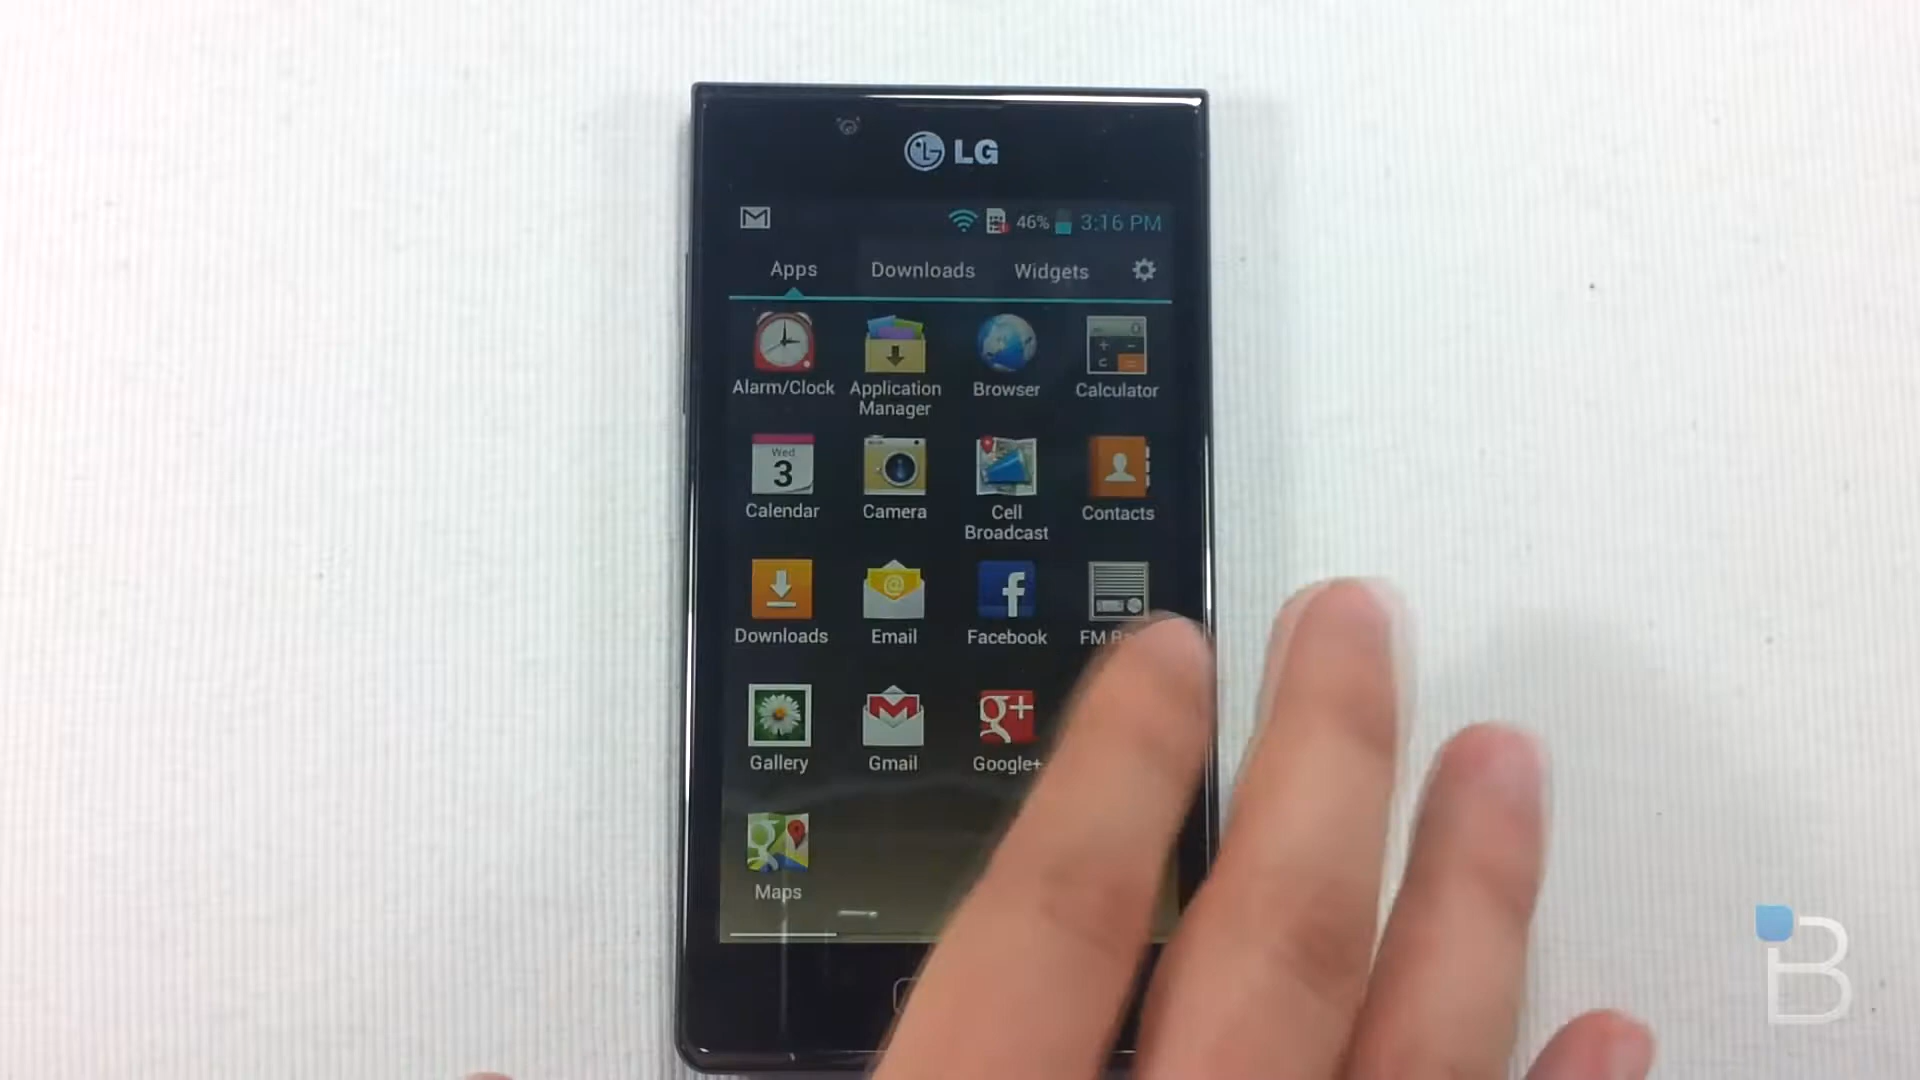 LG
46% 3:16 PM
Apps Downloads Widgets
Alarm/Clock Application Manager Browser Calculator
Wed
3
Calendar Camera Cell Broadcast Contacts
Downloads Email Facebook FM
Gallery Gmail Google+
Maps
B